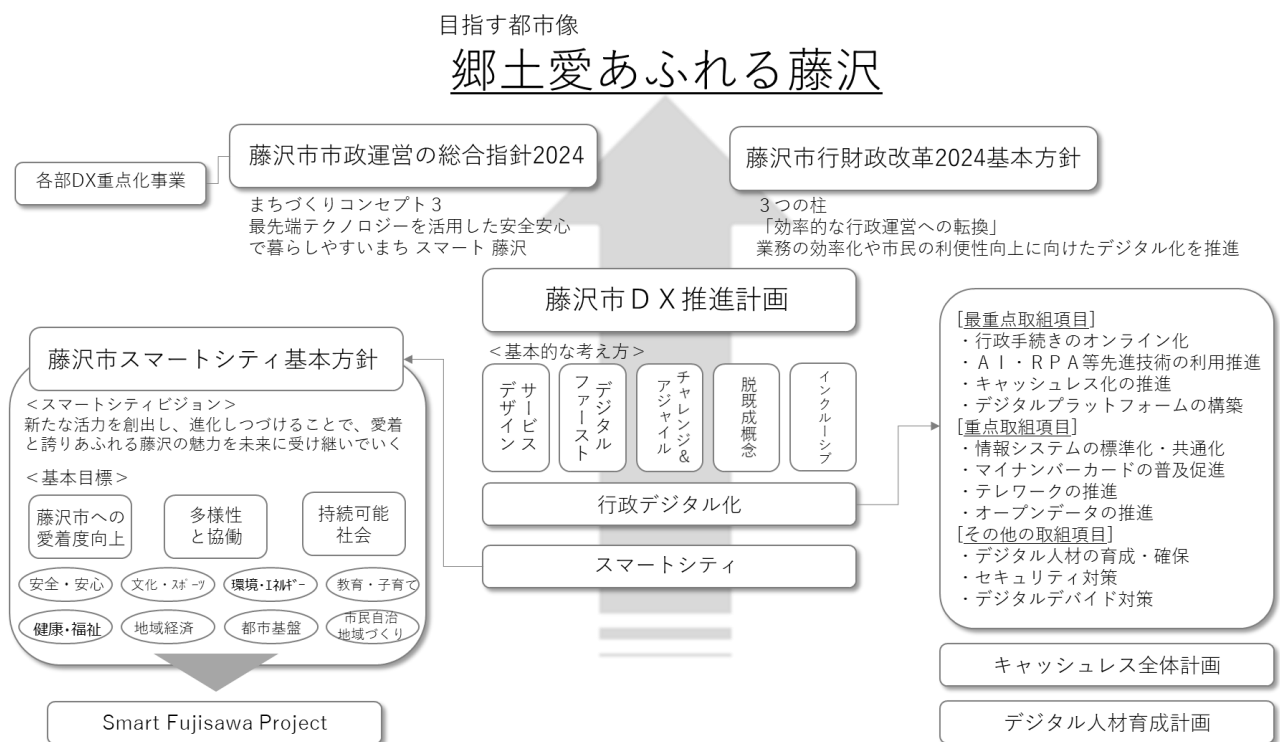 目指す都市像
郷土愛あふれる藤沢
藤沢市市政運営の総合指針2024
各部DX重点化事業
まちづくりコンセプト３
最先端テクノロジーを活用した安全安心
で暮らしやすいまち スマート 藤沢
藤沢市行財政改革2024基本方針
３つの柱
「効率的な行政運営への転換」
業務の効率化や市民の利便性向上に向けたデジタル化を推進
藤沢市ＤＸ推進計画
＜基本的な考え方＞
サービス
デザイン
デジタル
ファースト
チャレンジ&
アジャイル
脱既成概念
インクルーシブ
行政デジタル化
スマートシティ
藤沢市スマートシティ基本方針
＜スマートシティビジョン＞
新たな活力を創出し、進化しつづけることで、愛着
と誇りあふれる藤沢の魅力を未来に受け継いでいく
＜基本目標＞
藤沢市への
愛着度向上
多様性
と協働
持続可能
社会
安全・安心
文化・ｽﾎﾟｰﾂ
環境・ｴﾈﾙｷﾞｰ
教育・子育て
健康・福祉
地域経済
都市基盤
市民自治
地域づくり
Smart Fujisawa Project
[最重点取組項目]
・行政手続きのオンライン化
・ＡＩ・ＲＰＡ等先進技術の利用推進
・キャッシュレス化の推進
・デジタルプラットフォームの構築
[重点取組項目]
・情報システムの標準化・共通化
・マイナンバーカードの普及促進
・テレワークの推進
・オープンデータの推進
[その他の取組項目]
・デジタル人材の育成・確保
・セキュリティ対策
・デジタルデバイド対策
キャッシュレス全体計画
デジタル人材育成計画